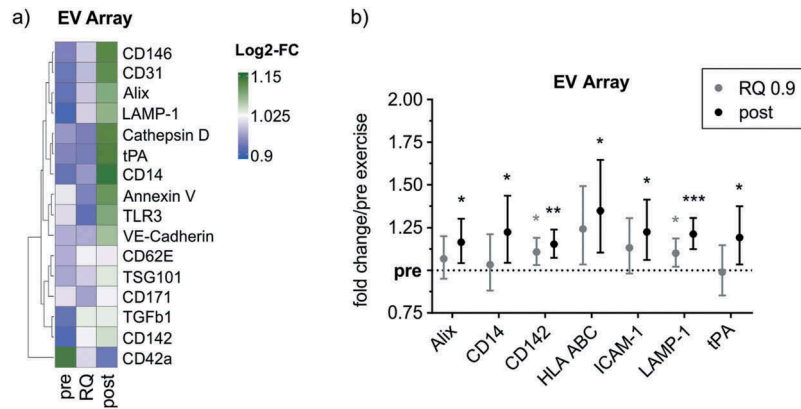 a)
EV Array
CD146
CD31
Alix
LAMP-1
Cathepsin D
tPA
CD14
Annexin V
TLR3
VE-Cadherin
CD62E
TSG101
CD171
TGFb1
CD142
CD42a
pre
RQ
post
Log2-FC
1.15
1.025
0.9
b)
EV Array
RQ 0.9
post
fold change/pre exercise
2.00
1.75
1.50
1.25
pre
0.75
*
*
* **
*
*
* ***
*
Alix
CD14
CD142
HLA ABC
ICAM-1
LAMP-1
tPA